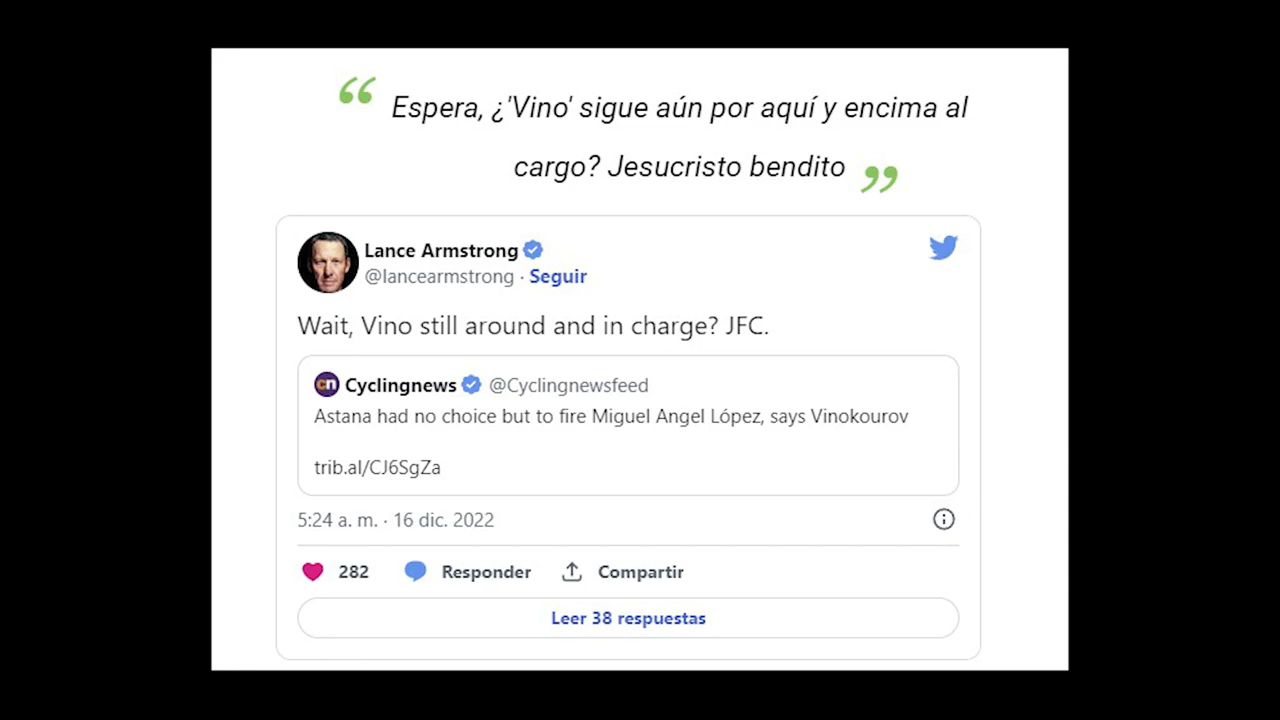 “ Espera, ¿'Vino' sigue aún por aquí y encima al
cargo? Jesucristo bendito ”
Lance Armstrong
@lancearmstrong · Seguir
Wait, Vino still around and in charge? JFC.
cn Cyclingnews @Cyclingnewsfeed
Astana had no choice but to fire Miguel Angel López, says Vinokourov
trib.al/CJ6SgZa
5:24 a. m. · 16 dic. 2022
282 Responder Compartir
Leer 38 respuestas